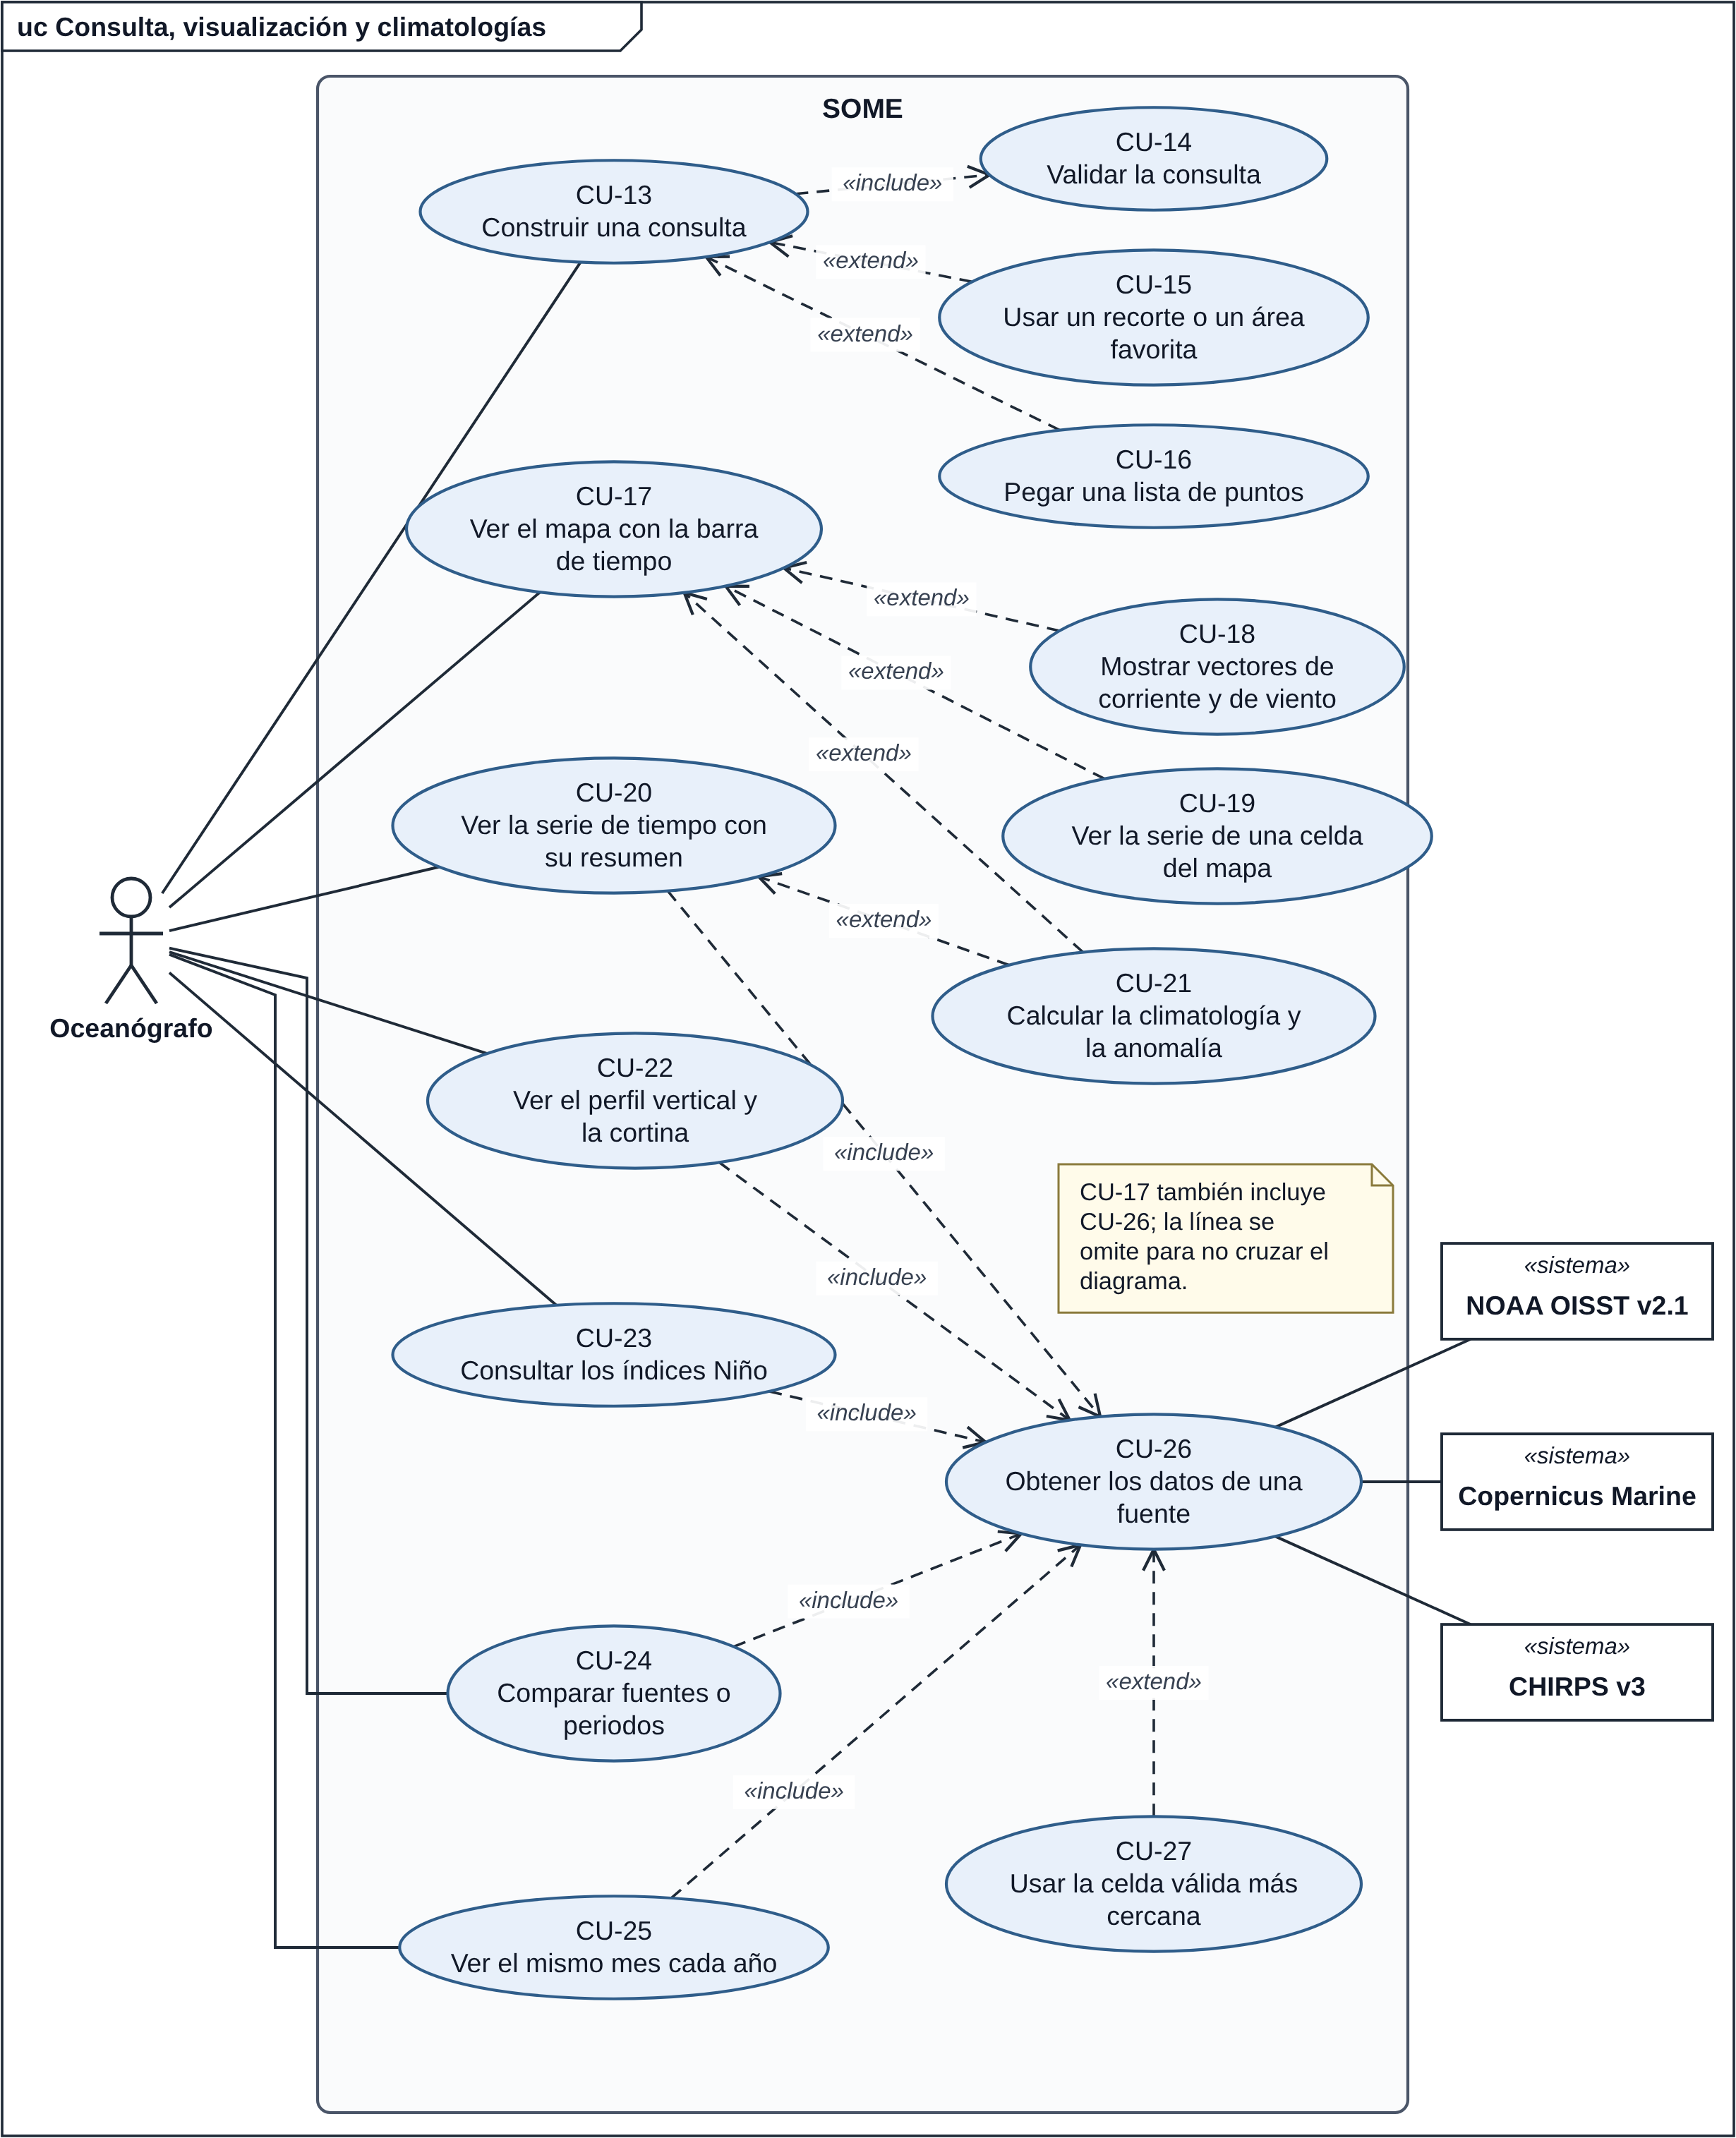 uc Consulta, visualización y climatologías
SOME
CU-13
Construir una consulta
«include»
CU-14
Validar la consulta
«extend»
CU-15
Usar un recorte o un área
favorita
«extend»
CU-16
Pegar una lista de puntos
CU-17
Ver el mapa con la barra
de tiempo
«extend»
CU-18
Mostrar vectores de
corriente y de viento
«extend»
CU-19
Ver la serie de una celda
del mapa
«extend»
CU-20
Ver la serie de tiempo con
su resumen
«extend»
CU-21
Calcular la climatología y
la anomalía
Oceanógrafo
CU-22
Ver el perfil vertical y
la cortina
«include»
CU-17 también incluye
CU-26; la línea se
omite para no cruzar el
diagrama.
«include»
«sistema»
NOAA OISST v2.1
CU-23
Consultar los índices Niño
«include»
CU-26
Obtener los datos de una
fuente
«sistema»
Copernicus Marine
«include»
CU-24
Comparar fuentes o
periodos
«extend»
«sistema»
CHIRPS v3
«include»
CU-27
Usar la celda válida más
cercana
CU-25
Ver el mismo mes cada año